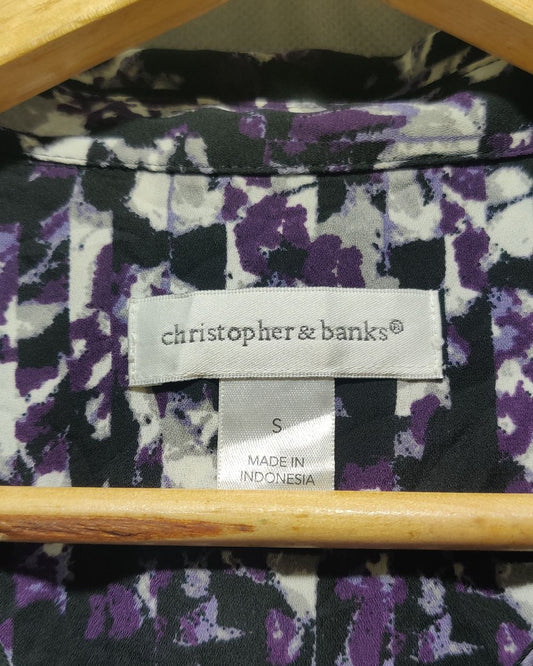 christopher & banks®
S
MADE IN
INDONESIA